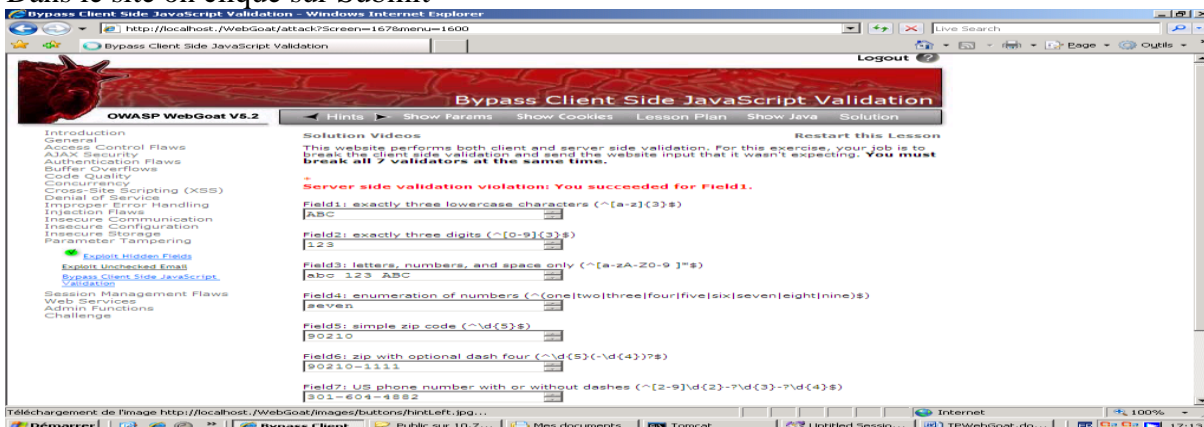 Dans le site on clique sur Submit
Bypass Client Side JavaScript Validation - Windows Internet Explorer
http://localhost./WebGoat/attack?Screen=167&menu=1600
Live Search
Bypass Client Side JavaScript Validation
Page
Outils
Logout
Bypass Client Side JavaScript Validation
OWASP WebGoat V5.2
Hints Show Params Show Cookies Lesson Plan Show Java Solution
Introduction
General
Access Control Flaws
AJAX Security
Authentication Flaws
Buffer Overflows
Code Quality
Concurrency
Cross-Site Scripting (XSS)
Denial of Service
Improper Error Handling
Injection Flaws
Insecure Communication
Insecure Configuration
Insecure Storage
Parameter Tampering
Exploit Hidden Fields
Exploit Unchecked Email
Bypass Client Side JavaScript
Validation
Session Management Flaws
Web Services
Admin Functions
Challenge
Solution Videos
Restart this Lesson
This website performs both client and server side validation. For this exercise, your job is to
break the client side validation and send the website input that it wasn't expecting. You must
break all 7 validators at the same time.
*
Server side validation violation: You succeeded for Field1.
Field1: exactly three lowercase characters (^[a-z]{3}$)
ABC
Field2: exactly three digits (^[0-9]{3}$)
123
Field3: letters, numbers, and space only (^[a-zA-Z0-9 ]*$)
abc 123 ABC
Field4: enumeration of numbers (^(one|two|three|four|five|six|seven|eight|nine)$)
seven
Field5: simple zip code (^\d{5}$)
90210
Field6: zip with optional dash four (^\d{5}(-\d{4})?$)
90210-1111
Field7: US phone number with or without dashes (^[2-9]\d{2}-?\d{3}-?\d{4}$)
301-604-4882
Téléchargement de l'image http://localhost./WebGoat/images/buttons/hintLeft.jpg...
Internet
100%
Démarrer
Bypass Client
Public sur 10.7...
Mes documents
Tomcat
Untitled Sessio...
TPWebGoat.do...